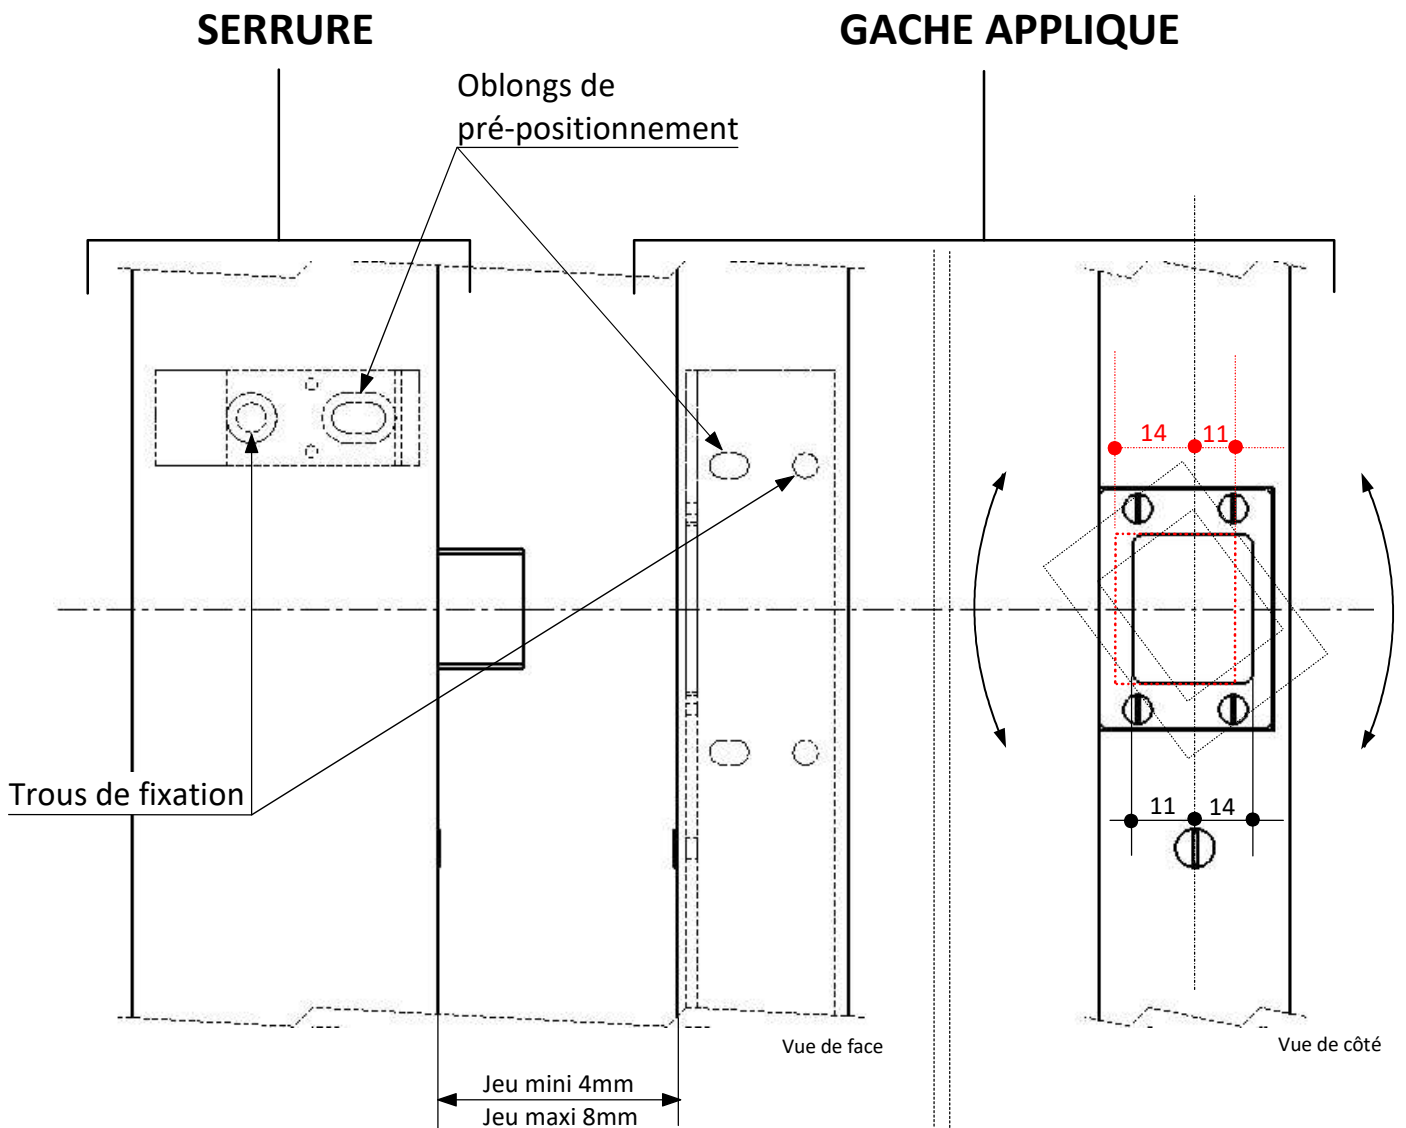 SERRURE
GACHE APPLIQUE
Oblongs de
pré-positionnement
14
11
Trous de fixation
11
14
Vue de face
Vue de côté
Jeu mini 4mm
Jeu maxi 8mm